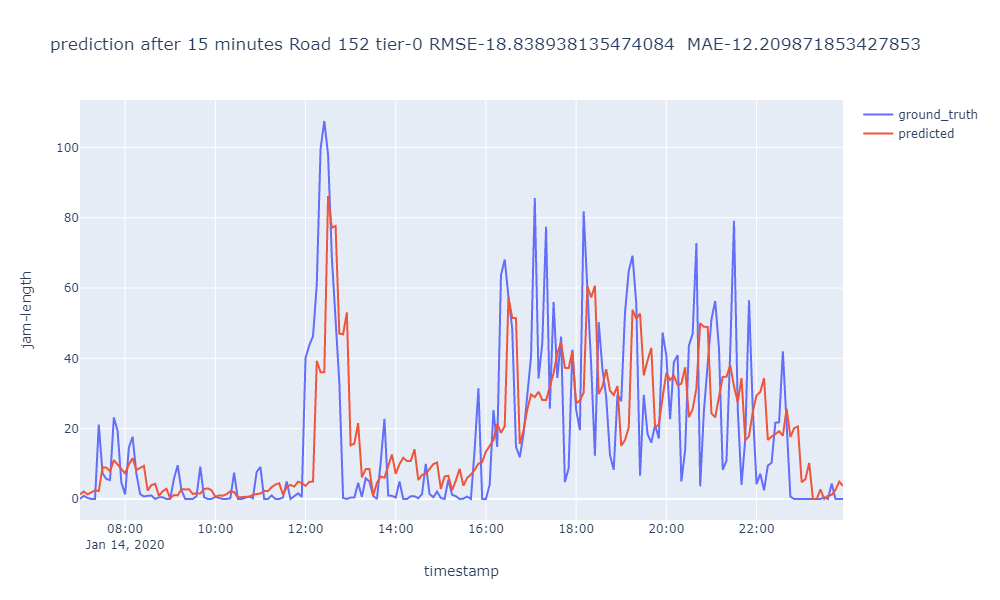 prediction after 15 minutes Road 152 tier-0 RMSE-18.838938135474084 MAE-12.209871853427853
ground_truth
predicted
100
80
60
40
20
0
jam-length
08:00 10:00 12:00 14:00 16:00 18:00 20:00 22:00
Jan 14, 2020
timestamp